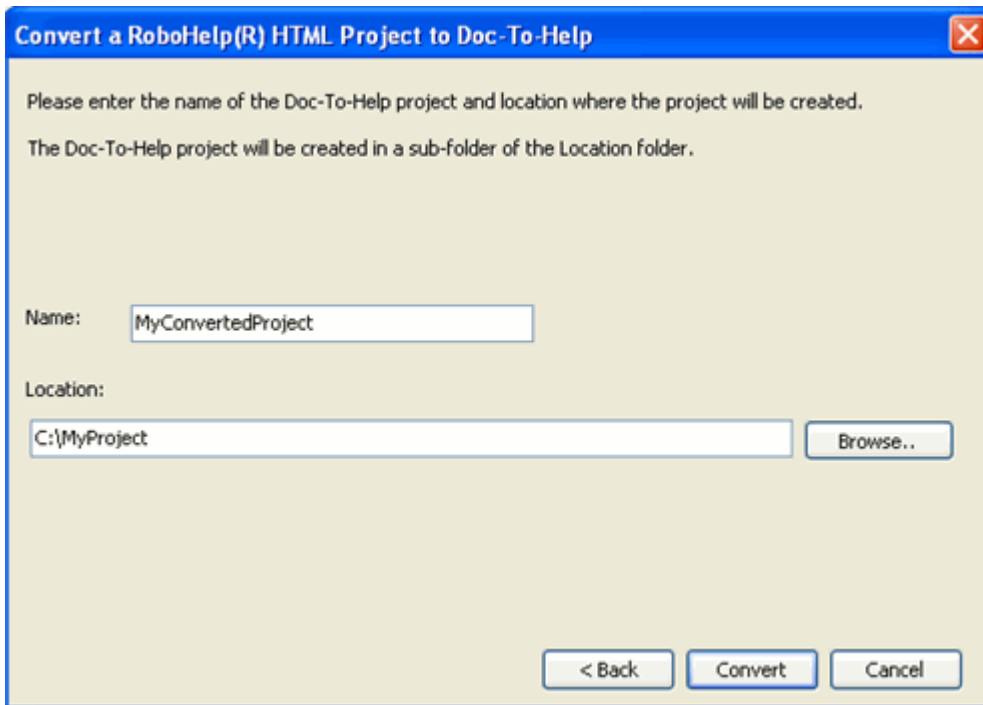 Convert a RoboHelp(R) HTML Project to Doc-To-Help
Please enter the name of the Doc-To-Help project and location where the project will be created.
The Doc-To-Help project will be created in a sub-folder of the Location folder.
Name: MyConvertedProject
Location:
C:\MyProject Browse..
< Back Convert Cancel